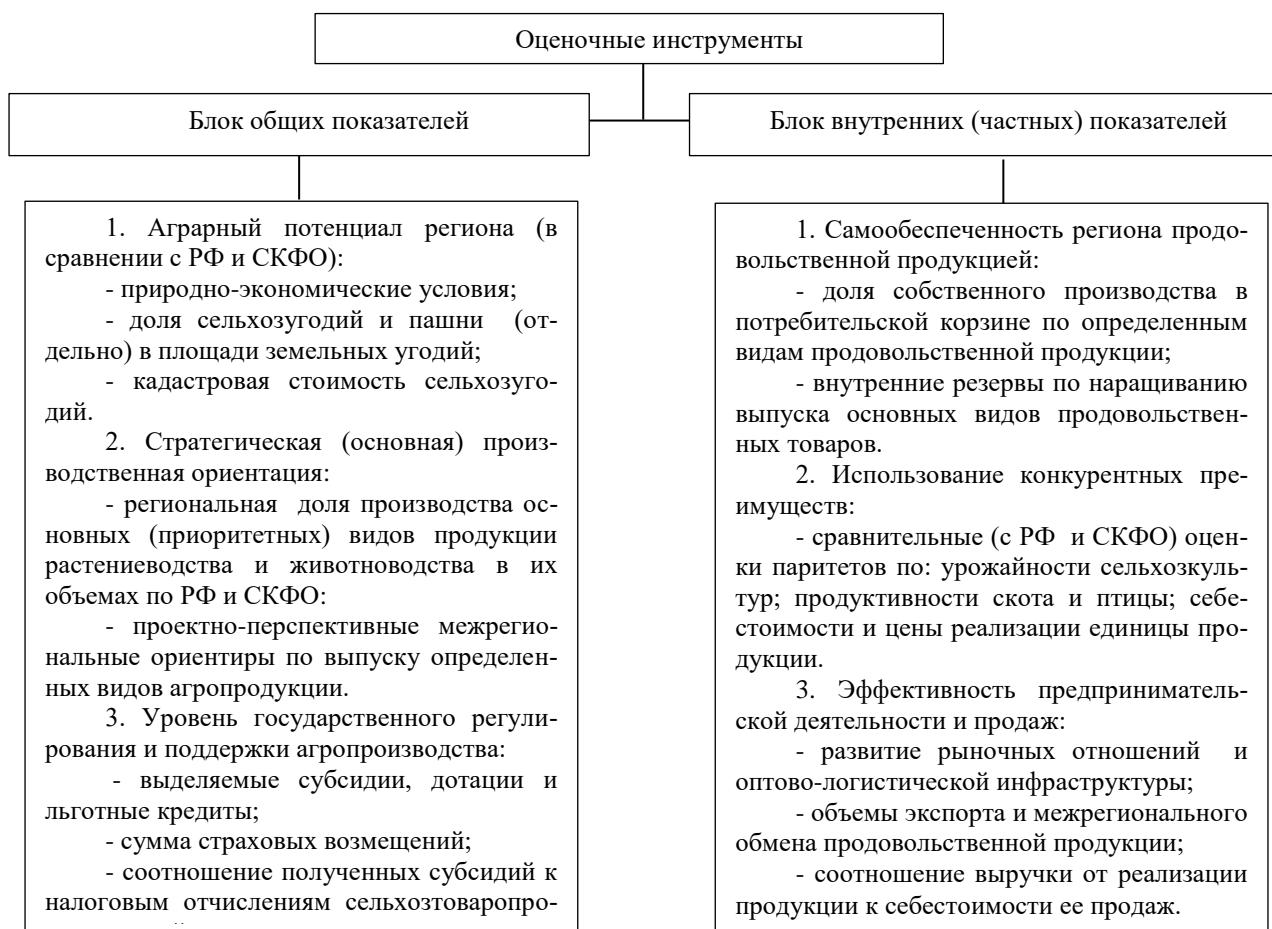 Оценочные инструменты
Блок общих показателей
Блок внутренних (частных) показателей
1. Аграрный потенциал региона (в
сравнении с РФ и СКФО):
- природно-экономические условия;
- доля сельхозугодий и пашни (от-
дельно) в площади земельных угодий;
- кадастровая стоимость сельхозуго-
дий.
2. Стратегическая (основная) произ-
водственная ориентация:
- региональная доля производства ос-
новных (приоритетных) видов продукции
растениеводства и животноводства в их
объемах по РФ и СКФО:
- проектно-перспективные межрегио-
нальные ориентиры по выпуску определен-
ных видов агропродукции.
3. Уровень государственного регули-
рования и поддержки агропроизводства:
- выделяемые субсидии, дотации и
льготные кредиты;
- сумма страховых возмещений;
- соотношение полученных субсидий к
налоговым отчислениям сельхозтоваропро-
1. Самообеспеченность региона продо-
вольственной продукцией:
- доля собственного производства в
потребительской корзине по определенным
видам продовольственной продукции;
- внутренние резервы по наращиванию
выпуска основных видов продовольствен-
ных товаров.
2. Использование конкурентных пре-
имуществ:
- сравнительные (с РФ и СКФО) оцен-
ки паритетов по: урожайности сельхозкуль-
тур; продуктивности скота и птицы; себе-
стоимости и цены реализации единицы про-
дукции.
3. Эффективность предприниматель-
ской деятельности и продаж:
- развитие рыночных отношений и
оптово-логистической инфраструктуры;
- объемы экспорта и межрегионального
обмена продовольственной продукции;
- соотношение выручки от реализации
продукции к себестоимости ее продаж.